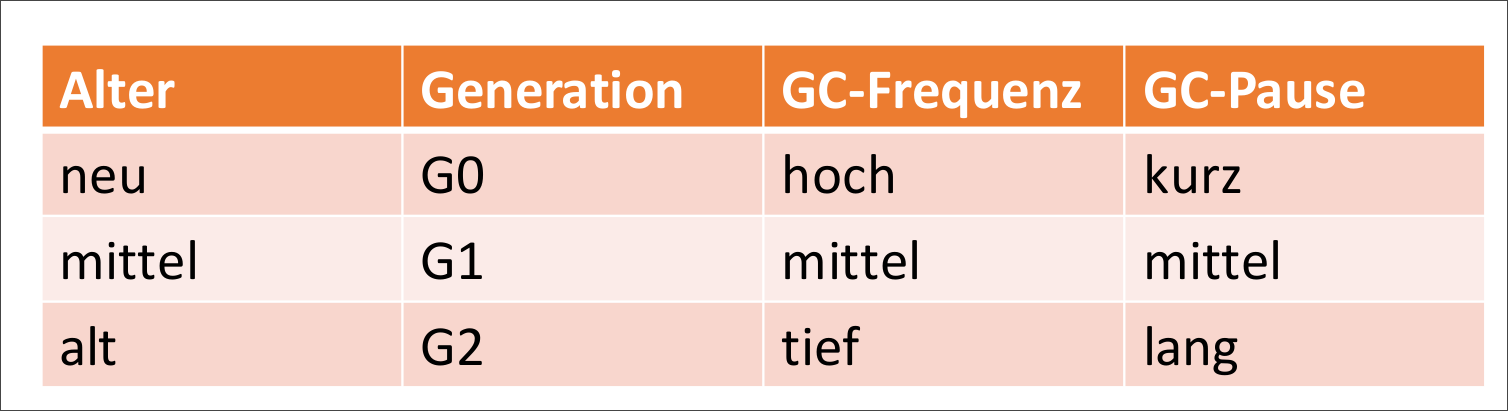 Alter Generation GC-Frequenz GC-Pause
neu G0 hoch kurz
mittel G1 mittel mittel
alt G2 tief lang